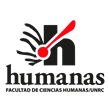 humanas
FACULTAD DE CIENCIAS HUMANAS/UNRC